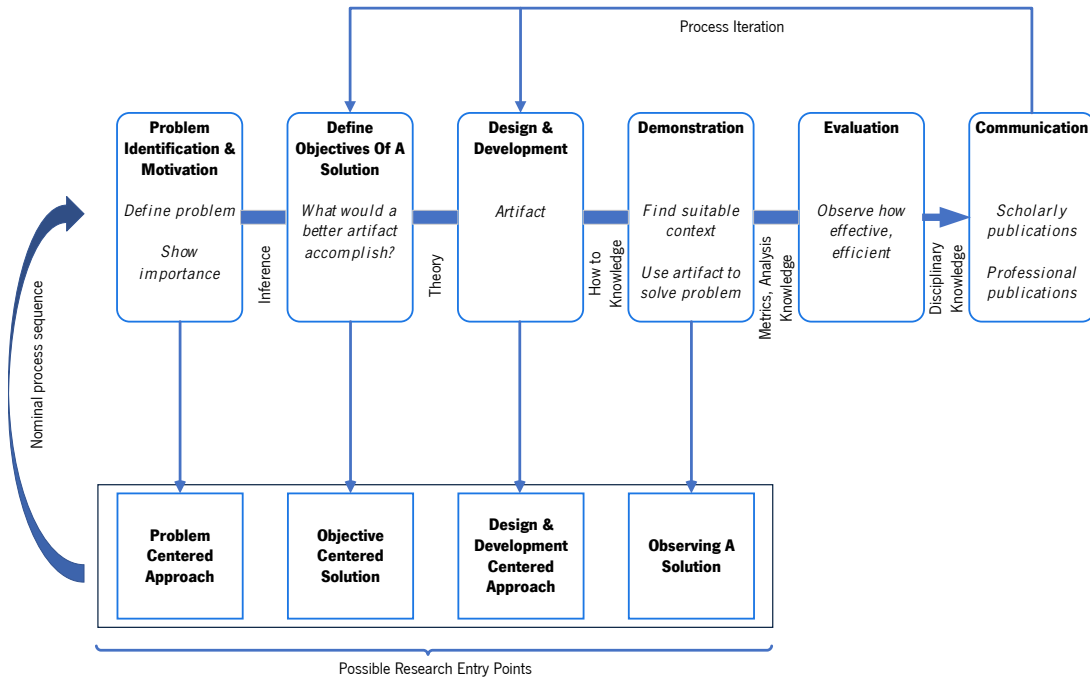 Process Iteration
Problem
Identification &
Motivation
Define problem
Show
importance
Inference
Define
Objectives Of A
Solution
What would a
better artifact
accomplish?
Theory
Design &
Development
Artifact
How to
Knowledge
Demonstration
Find suitable
context
Use artifact to
solve problem
Metrics, Analysis
Knowledge
Evaluation
Observe how
effective,
efficient
Disciplinary
Knowledge
Communication
Scholarly
publications
Professional
publications
Nominal process sequence
Problem
Centered
Approach
Objective
Centered
Solution
Design &
Development
Centered
Approach
Observing A
Solution
Possible Research Entry Points